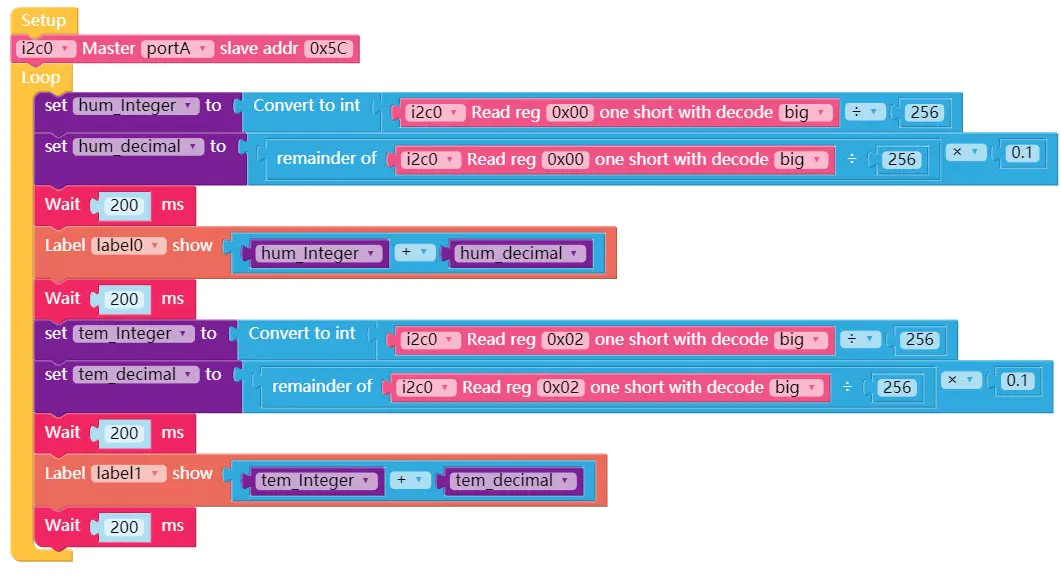 Setup
i2c0 Master portA slave addr 0x5C
Loop
set hum_Integer to Convert to int i2c0 Read reg 0x00 one short with decode big ÷ 256
set hum_decimal to remainder of i2c0 Read reg 0x00 one short with decode big ÷ 256 × 0.1
Wait 200 ms
Label label0 show hum_Integer + hum_decimal
Wait 200 ms
set tem_Integer to Convert to int i2c0 Read reg 0x02 one short with decode big ÷ 256
set tem_decimal to remainder of i2c0 Read reg 0x02 one short with decode big ÷ 256 × 0.1
Wait 200 ms
Label label1 show tem_Integer + tem_decimal
Wait 200 ms